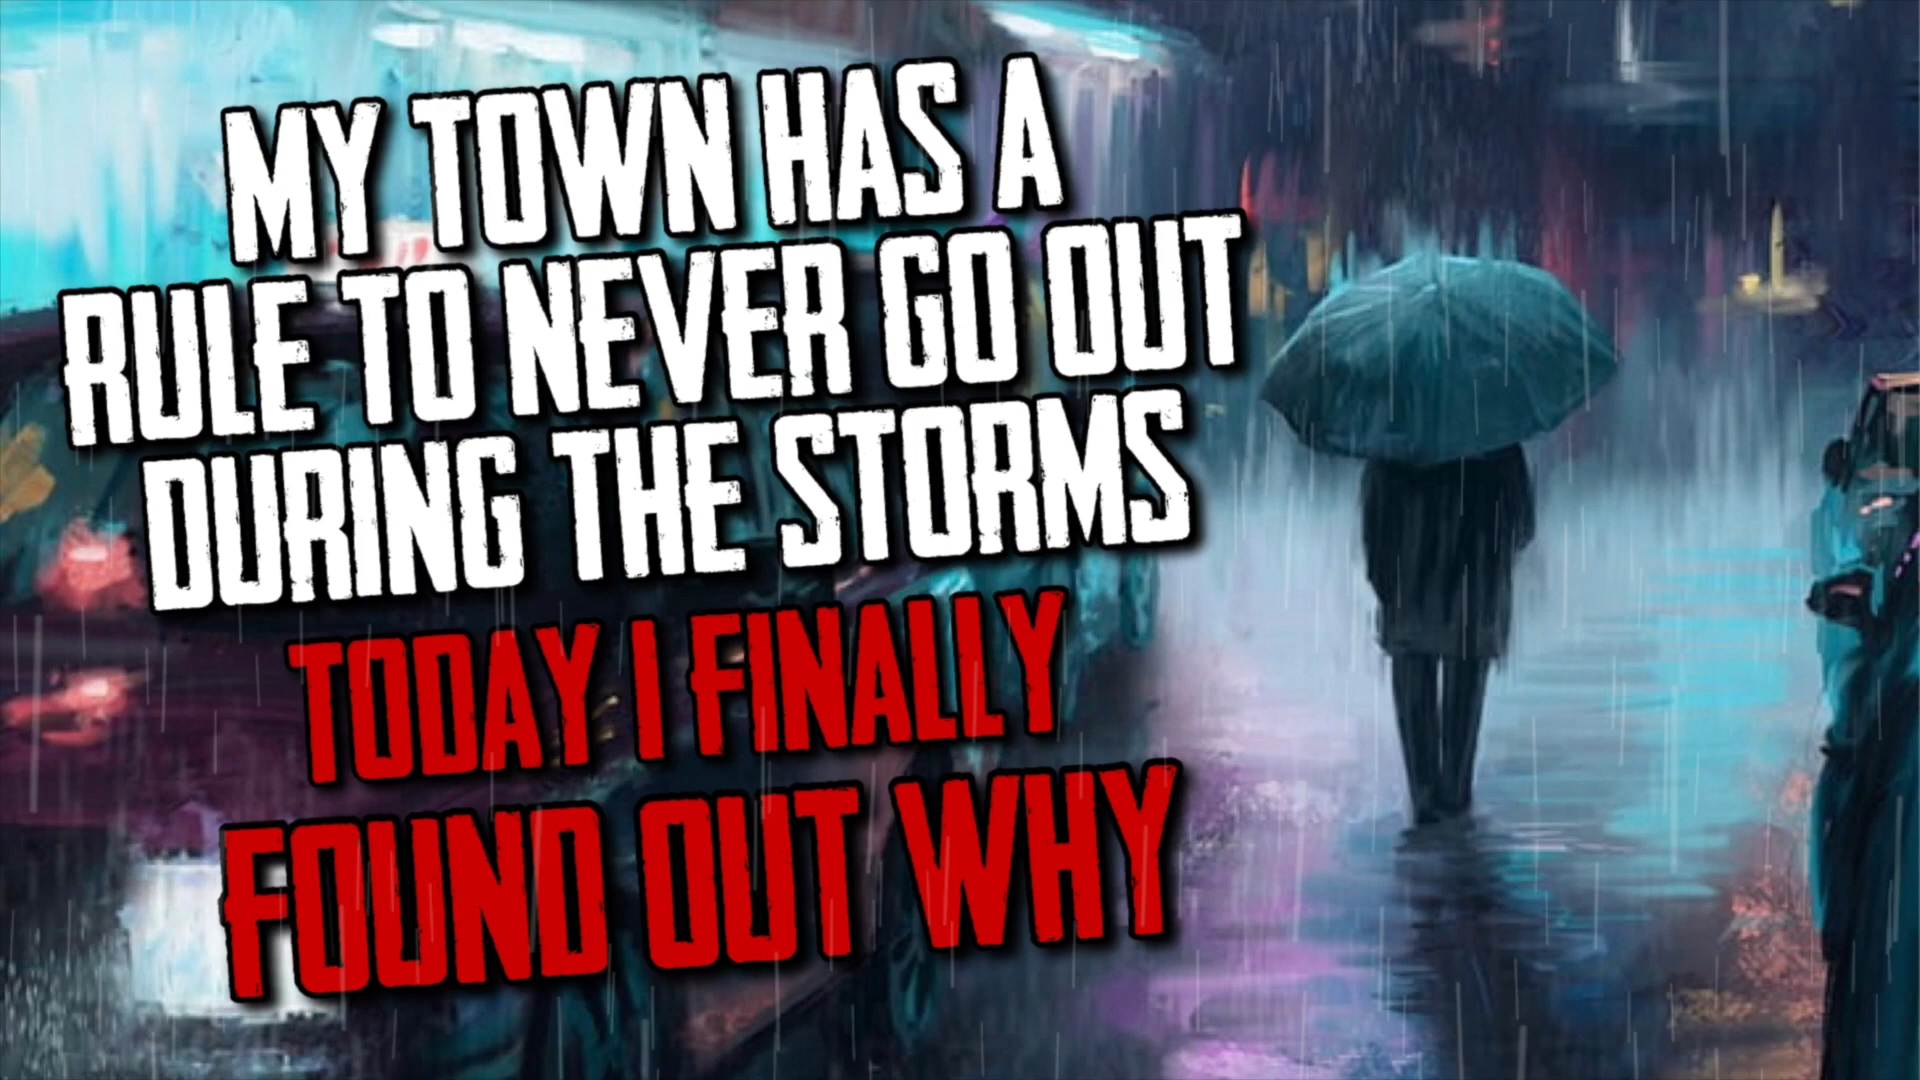 MY TOWN HAS A
RULE TO NEVER GO OUT
DURING THE STORMS
TODAY I FINALLY
FOUND OUT WHY